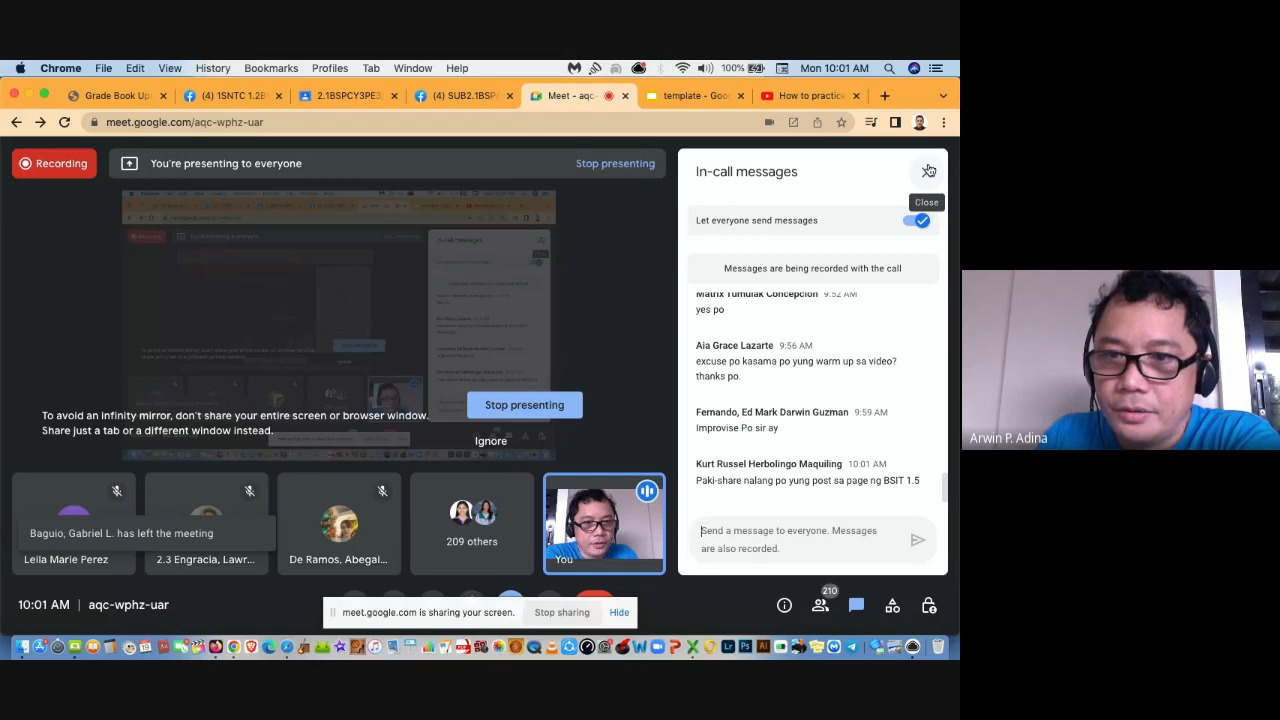 Chrome File Edit View History Bookmarks Profiles Tab Window Help 100% Mon 10:01 AM
Grade Book Up (4) 1SNTC 1.2B 2.1BSPCY3PE3 (4) SUB2.1BSP Meet - aqc- template - Goo How to practice
meet.google.com/aqc-wphz-uar
Recording You're presenting to everyone Stop presenting
In-call messages
Close
Let everyone send messages
Messages are being recorded with the call
Matrix Tumulak Concepcion 9:52 AM
yes po
Aia Grace Lazarte 9:56 AM
excuse po kasama po yung warm up sa video?
thanks po.
Fernando, Ed Mark Darwin Guzman 9:59 AM
Improvise Po sir ay
Kurt Russel Herbolingo Maquiling 10:01 AM
Paki-share nalang po yung post sa page ng BSIT 1.5
Send a message to everyone. Messages
are also recorded.
To avoid an infinity mirror, don't share your entire screen or browser window.
Share just a tab or a different window instead.
Stop presenting
Ignore
Baguio, Gabriel L. has left the meeting
Leila Marie Perez
2.3 Engracia, Lawr...
De Ramos, Abegai...
209 others
You
Arwin P. Adina
10:01 AM aqc-wphz-uar
meet.google.com is sharing your screen. Stop sharing Hide
210